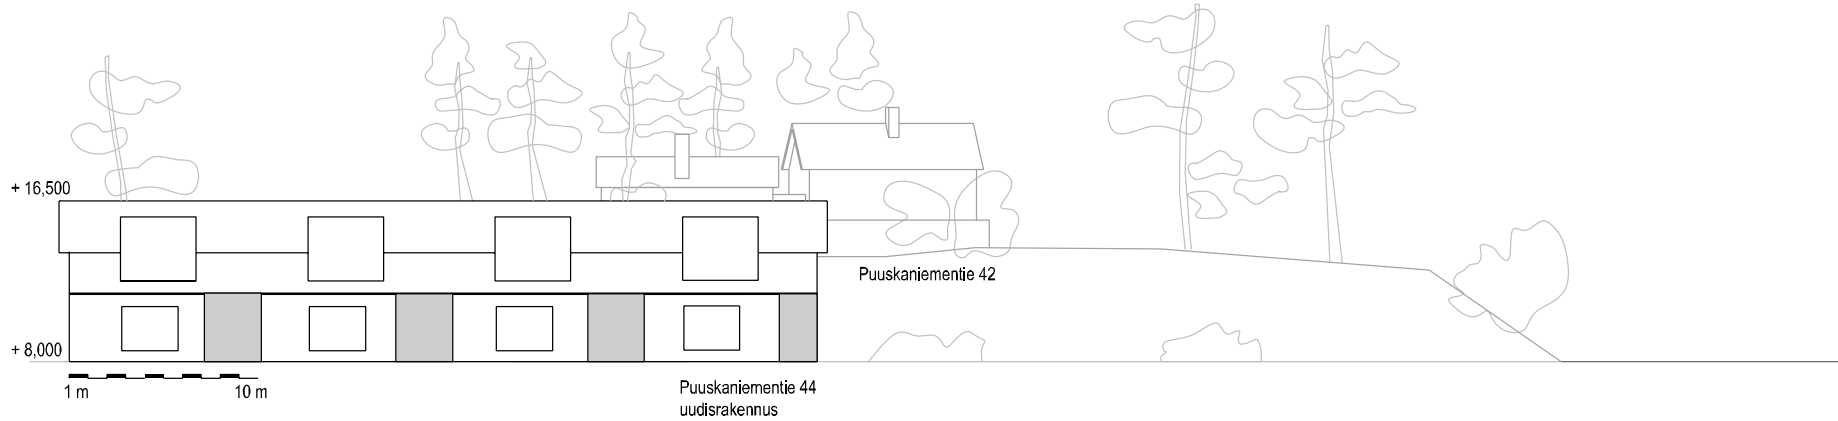 + 16,500
Puuskaniementie 42
+ 8,000
1 m
10 m
Puuskaniementie 44
uudisrakennus